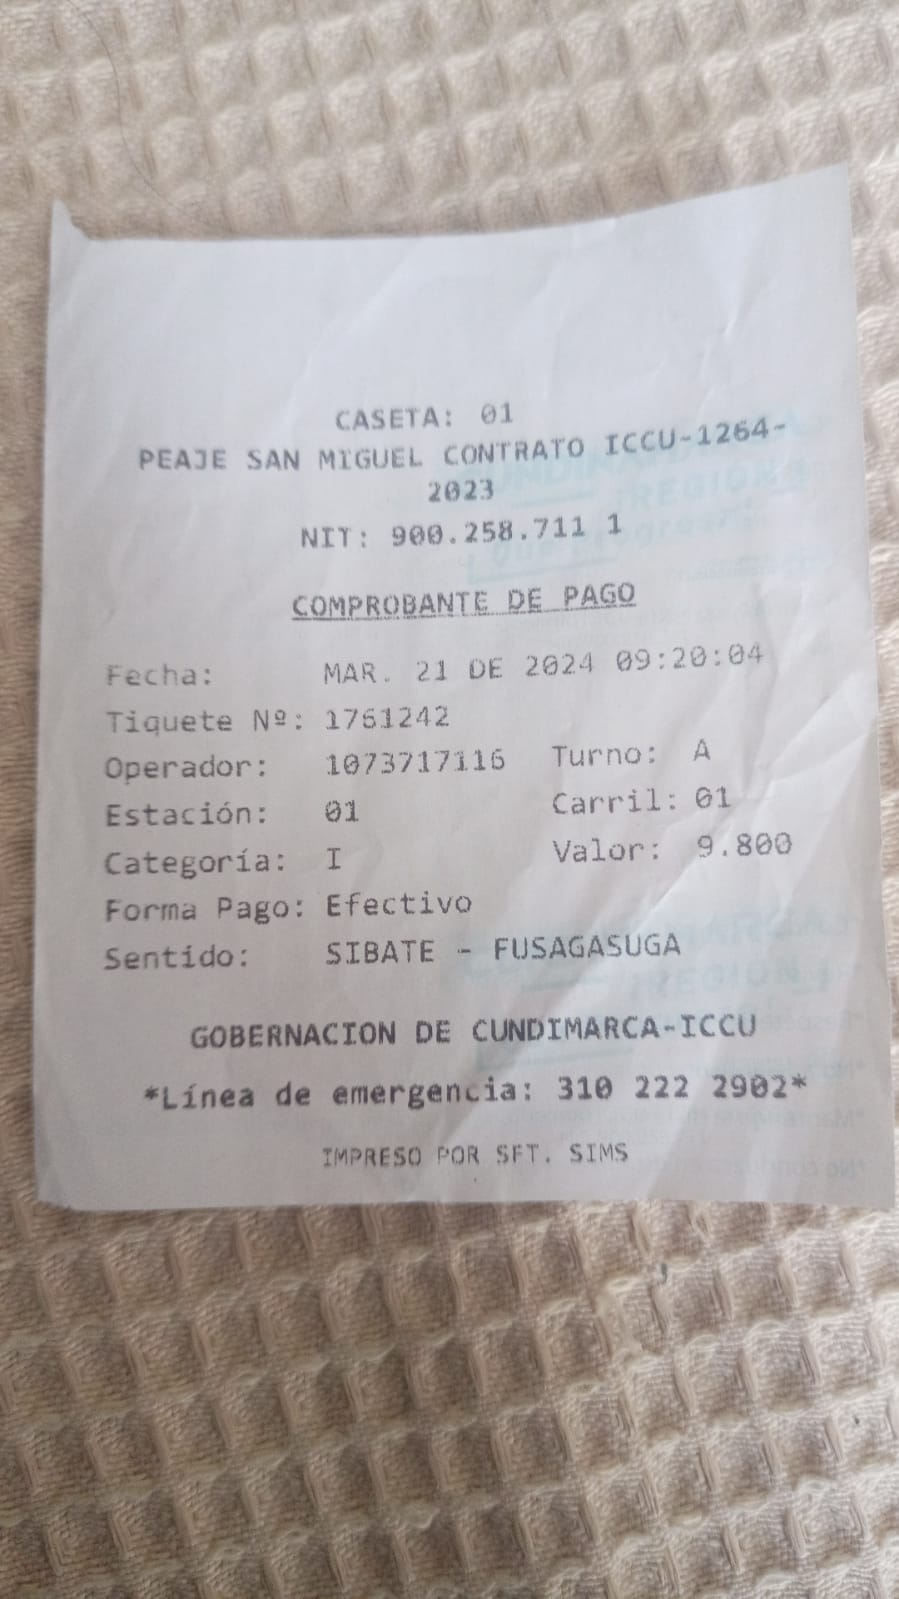 CASETA: 01
PEAJE SAN MIGUEL CONTRATO ICCU-1264-
2023
NIT: 900.258.711 1
COMPROBANTE DE PAGO
Fecha: MAR. 21 DE 2024 09:20:04
Tiquete Nº: 1761242
Operador: 1073717116 Turno: A
Estación: 01 Carril: 01
Categoría: I Valor: 9.800
Forma Pago: Efectivo
Sentido: SIBATE - FUSAGASUGA
GOBERNACION DE CUNDIMARCA-ICCU
*Línea de emergencia: 310 222 2902*
IMPRESO POR SFT. SIMS